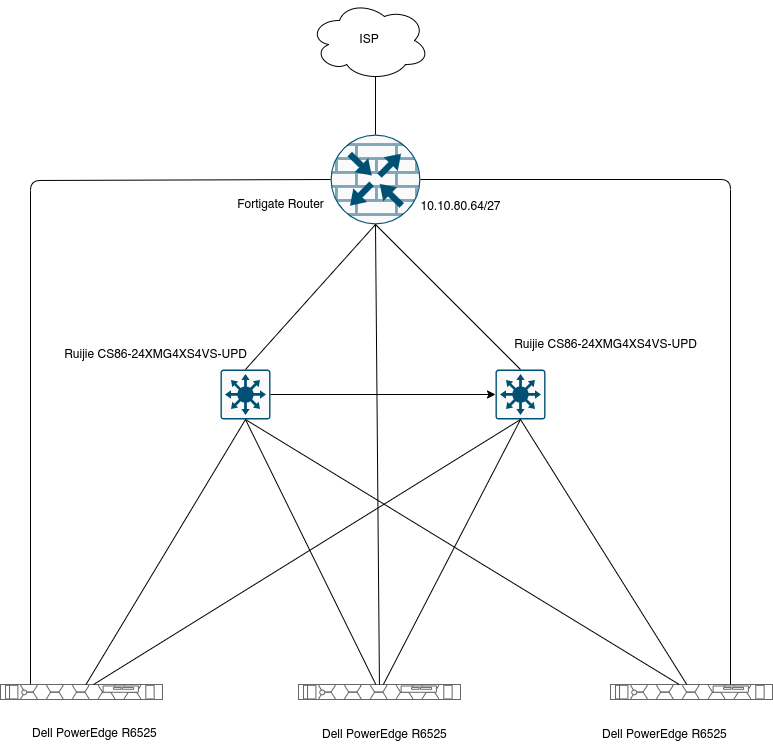 ISP
Fortigate Router
10.10.80.64/27
Ruijie CS86-24XMG4XS4VS-UPD
Ruijie CS86-24XMG4XS4VS-UPD
Dell PowerEdge R6525
Dell PowerEdge R6525
Dell PowerEdge R6525